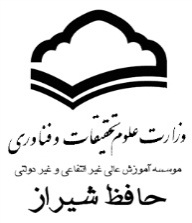 وزارت علوم تحقیقات و فناوری
موسسه آموزش عالی غیر انتفاعی و غیر دولتی
حافظ شیراز